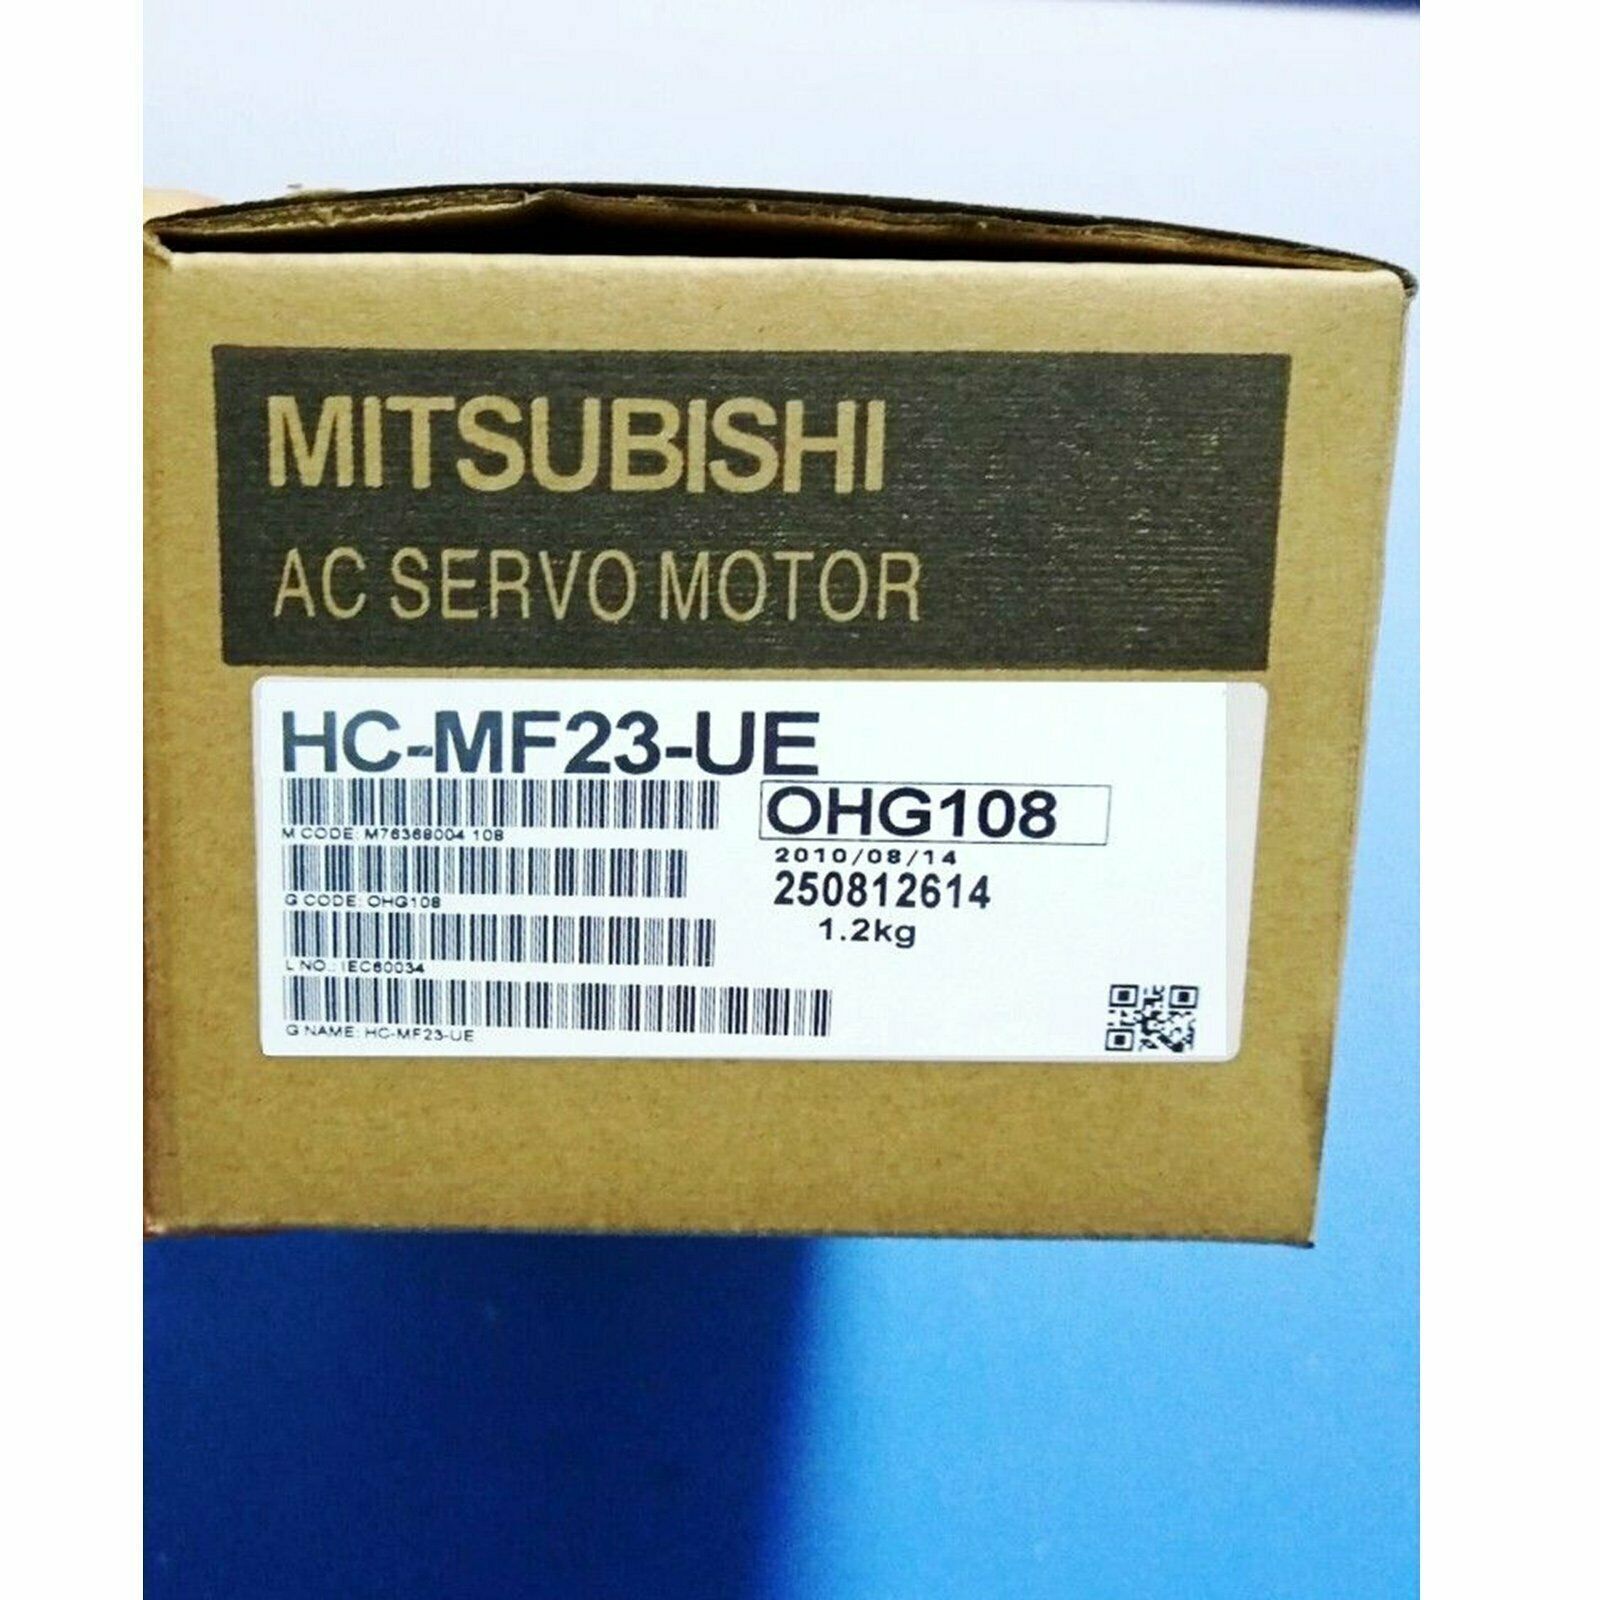 MITSUBISHI
AC SERVO MOTOR
HC-MF23-UE
OHG108
M CODE: M76368004 108
2010/08/14
250812614
G CODE: OHG108
1.2kg
L NO.: IEC60034
G NAME: HC-MF23-UE